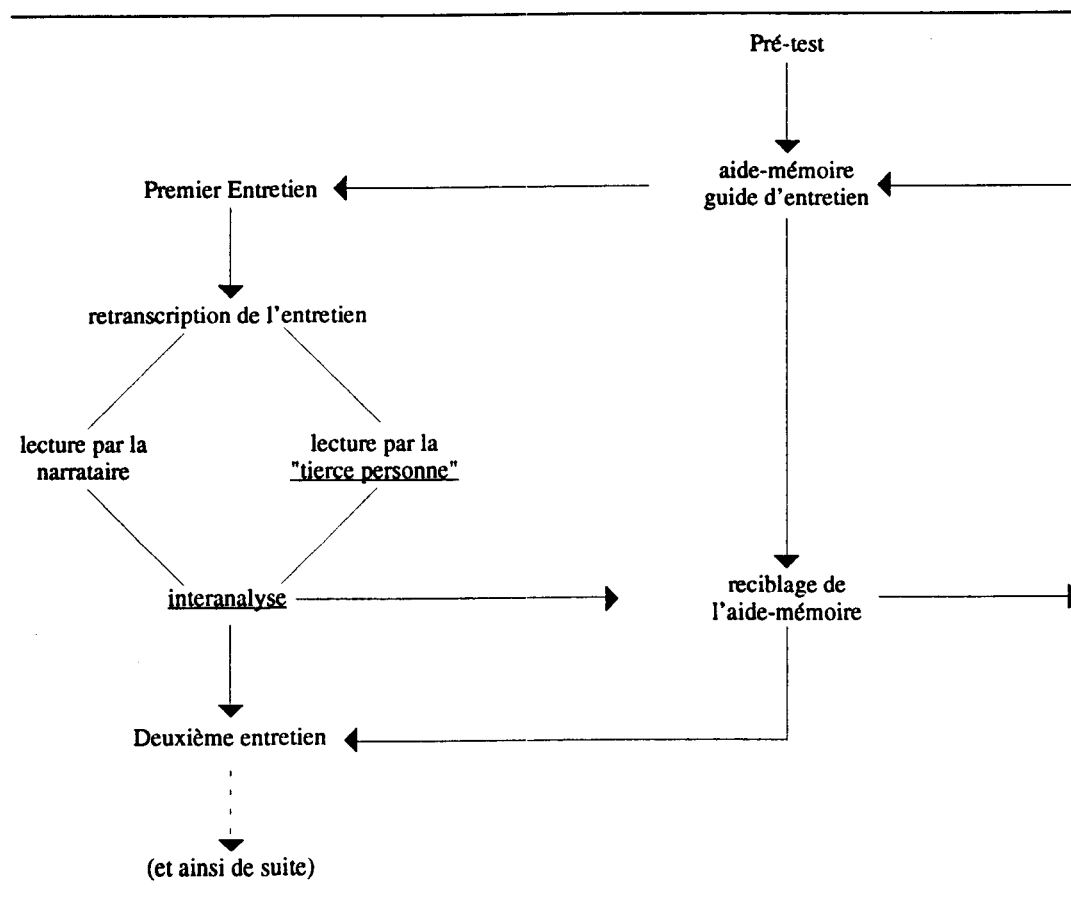 Pré-test
aide-mémoire
guide d'entretien
Premier Entretien
retranscription de l'entretien
lecture par la
narrataire
lecture par la
"tierce personne"
interanalyse
reciblage de
l'aide-mémoire
Deuxième entretien
(et ainsi de suite)